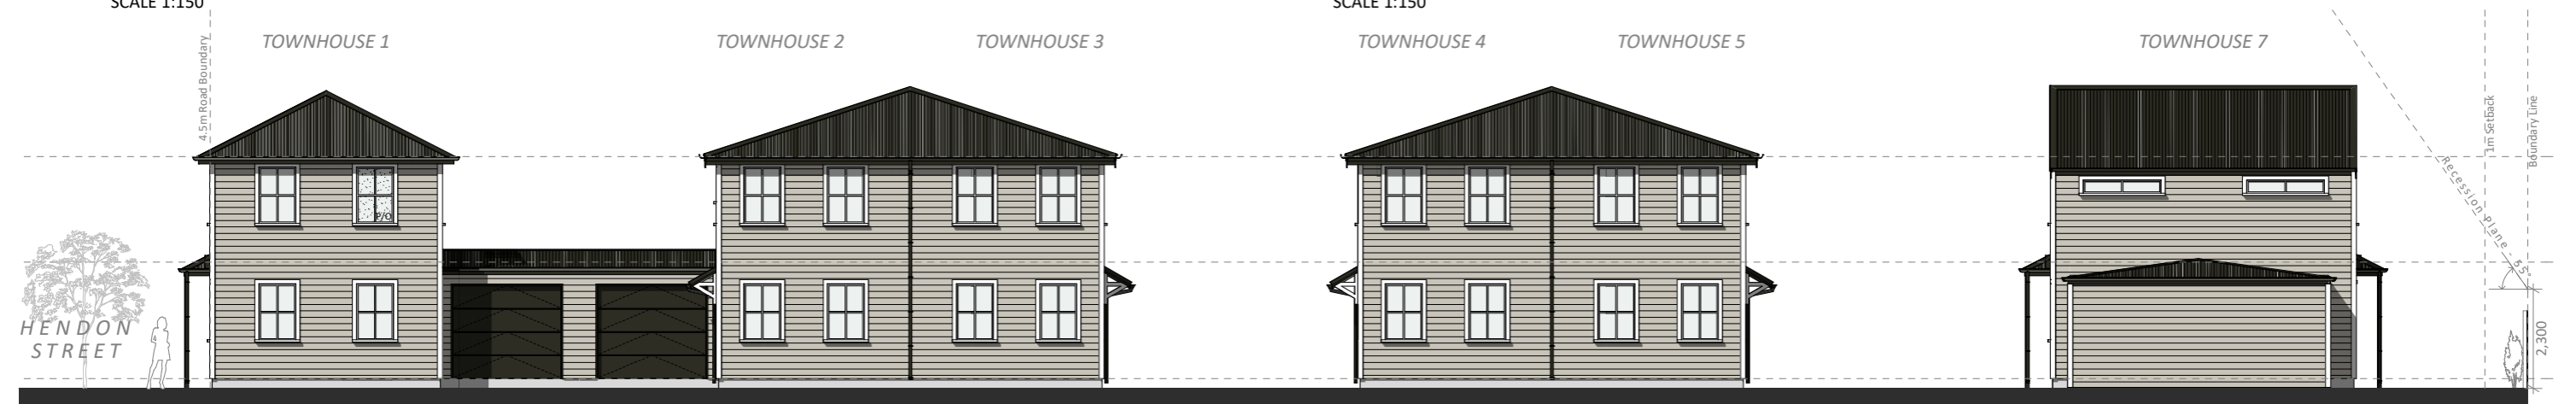 SCALE 1:150
SCALE 1:150
TOWNHOUSE 1
TOWNHOUSE 2
TOWNHOUSE 3
TOWNHOUSE 4
TOWNHOUSE 5
TOWNHOUSE 7
4.5m Road Boundary
1m Setback
Boundary Line
Recession Plane 55°
P/O
HENDON
STREET
2,300